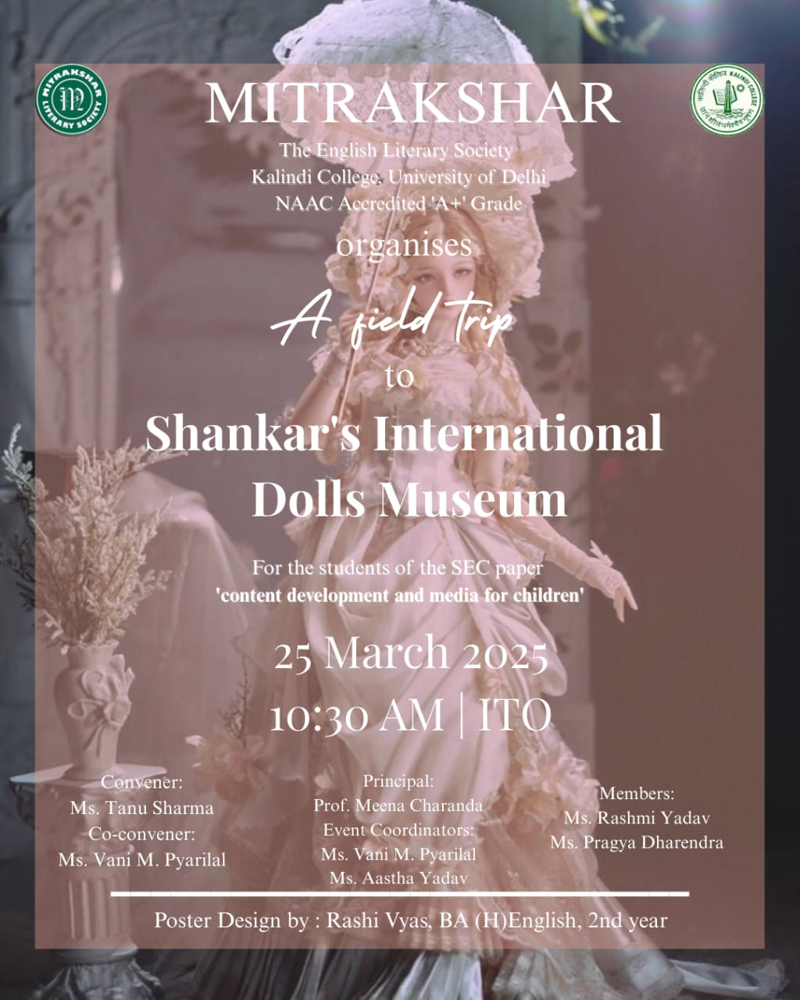 MITRAKSHAR LITERARY SOCIETY
KALINDI COLLEGE
कालिन्दी कॉलिज
MITRAKSHAR
The English Literary Society
Kalindi College, University of Delhi
NAAC Accredited 'A+' Grade
organises
A field trip
to
Shankar's International
Dolls Museum
For the students of the SEC paper
'content development and media for children'
25 March 2025
10:30 AM | ITO
Convener:
Ms. Tanu Sharma
Co-convener:
Ms. Vani M. Pyarilal
Principal:
Prof. Meena Charanda
Event Coordinators:
Ms. Vani M. Pyarilal
Ms. Aastha Yadav
Members:
Ms. Rashmi Yadav
Ms. Pragya Dharendra
Poster Design by : Rashi Vyas, BA (H)English, 2nd year